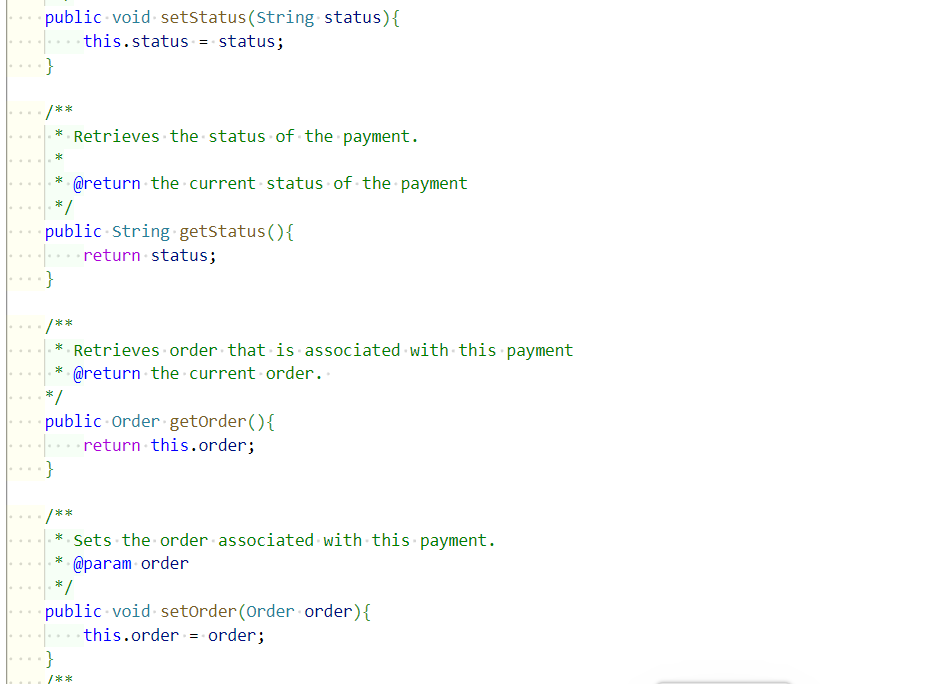 public void setStatus(String status){
this.status = status;
}
/**
* Retrieves the status of the payment.
*
* @return the current status of the payment
*/
public String getStatus(){
return status;
}
/**
* Retrieves order that is associated with this payment
* @return the current order.
*/
public Order getOrder(){
return this.order;
}
/**
* Sets the order associated with this payment.
* @param order
*/
public void setOrder(Order order){
this.order = order;
}
/**